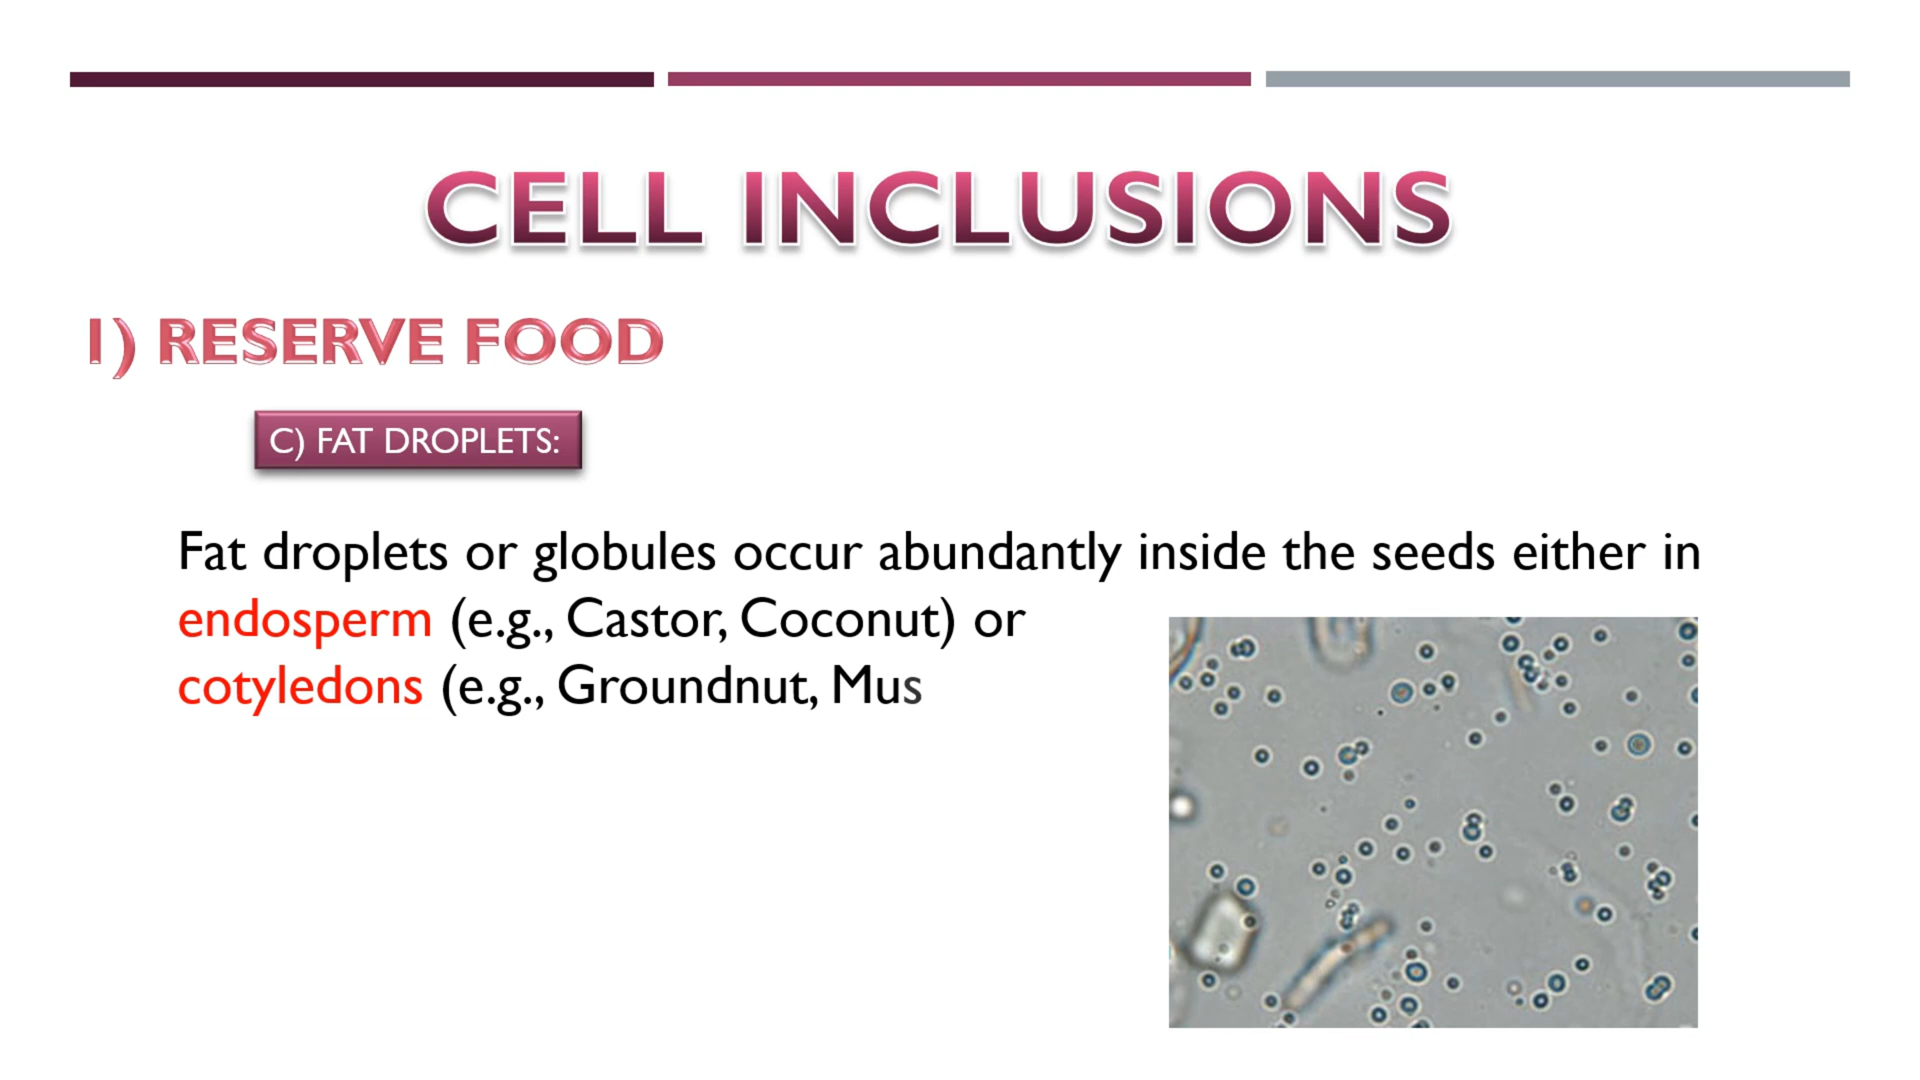 CELL INCLUSIONS
1) RESERVE FOOD
C) FAT DROPLETS:
Fat droplets or globules occur abundantly inside the seeds either in
endosperm (e.g., Castor, Coconut) or
cotyledons (e.g., Groundnut, Mus